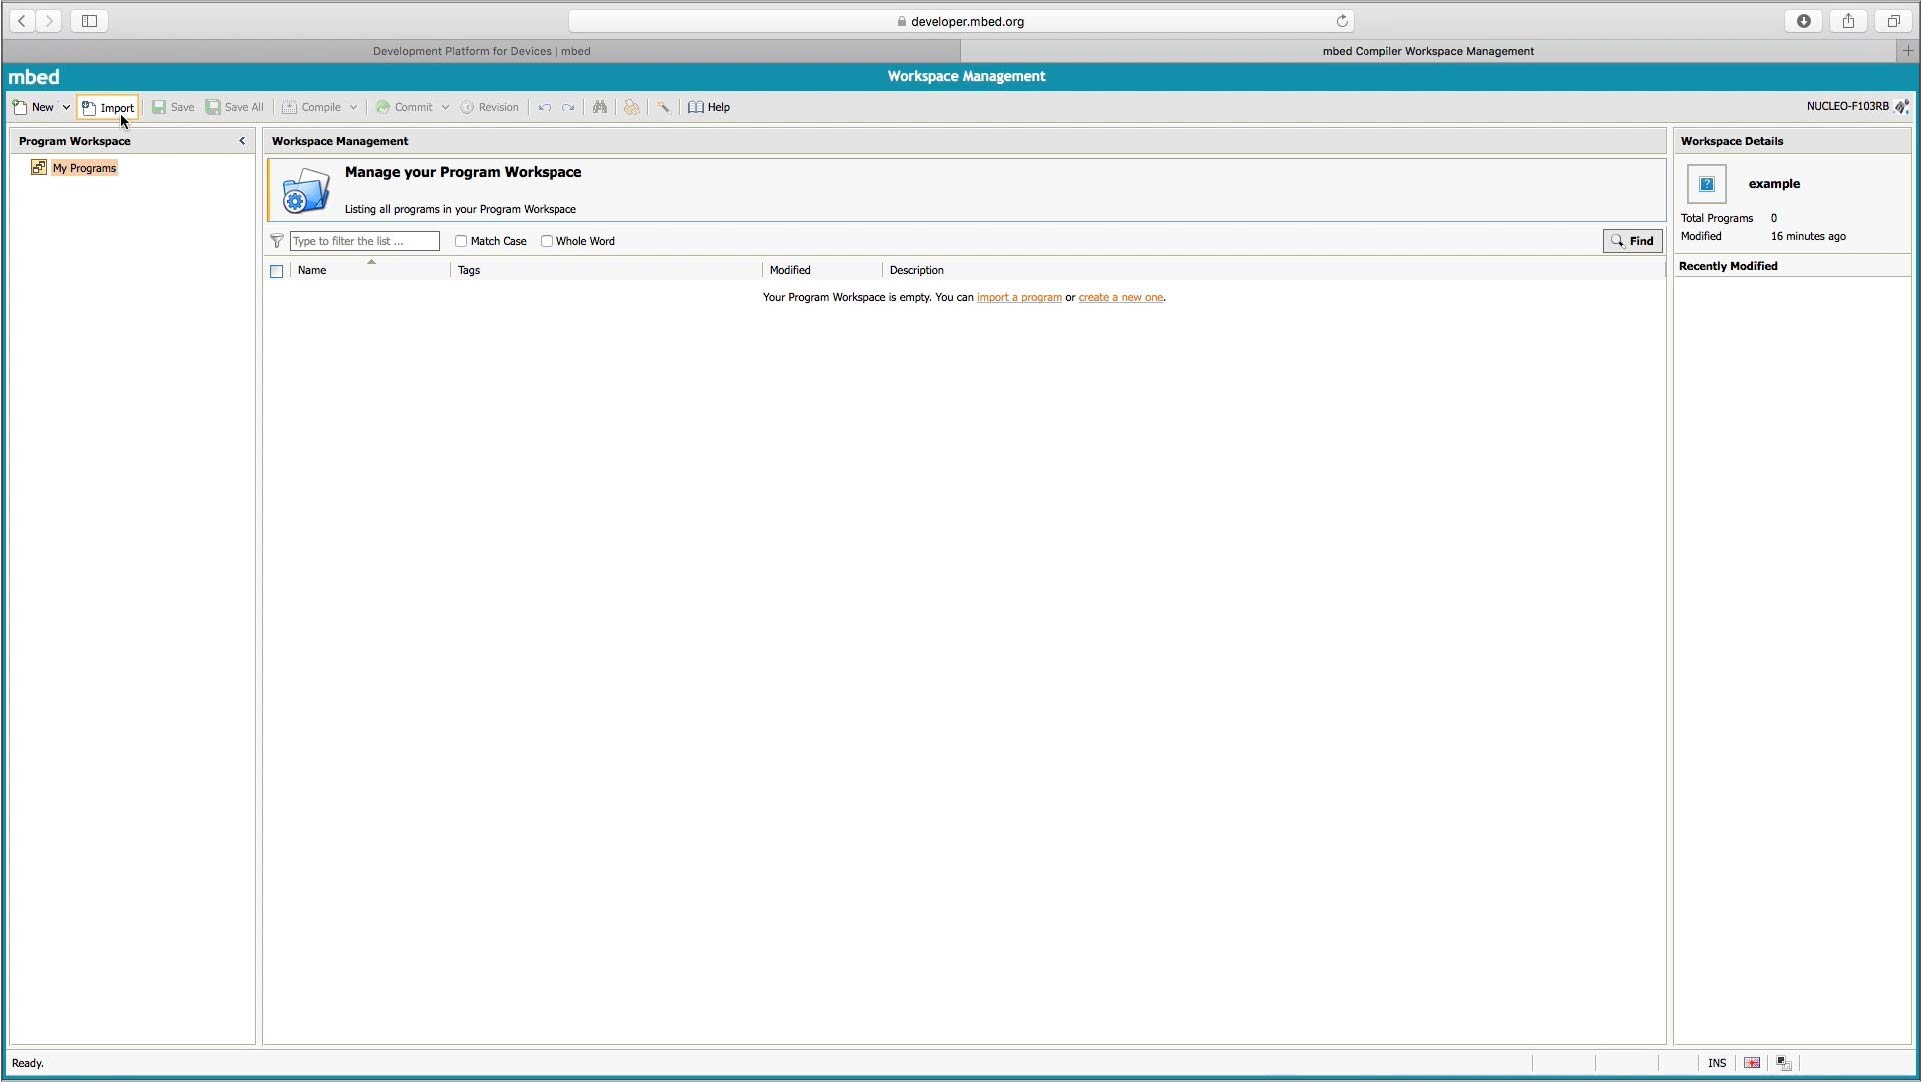 developer.mbed.org
Development Platform for Devices | mbed
mbed Compiler Workspace Management
mbed
Workspace Management
New Import Save Save All Compile Commit Revision Help
NUCLEO-F103RB
Program Workspace
My Programs
Workspace Management
Manage your Program Workspace
Listing all programs in your Program Workspace
Type to filter the list ...
Match Case
Whole Word
Find
Name Tags Modified Description
Your Program Workspace is empty. You can import a program or create a new one.
Workspace Details
?
example
Total Programs 0
Modified 16 minutes ago
Recently Modified
Ready.
INS